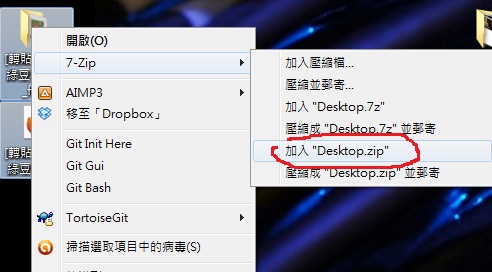 [轉貼
綠豆
開啟(O)
7-Zip
AIMP3
移至「Dropbox」
Git Init Here
Git Gui
Git Bash
TortoiseGit
掃描選取項目中的病毒(S)
加入壓縮檔...
壓縮並郵寄...
加入 "Desktop.7z"
壓縮成 "Desktop.7z" 並郵寄
加入 "Desktop.zip"
壓縮成 "Desktop.zip" 並郵寄
[轉貼
綠豆